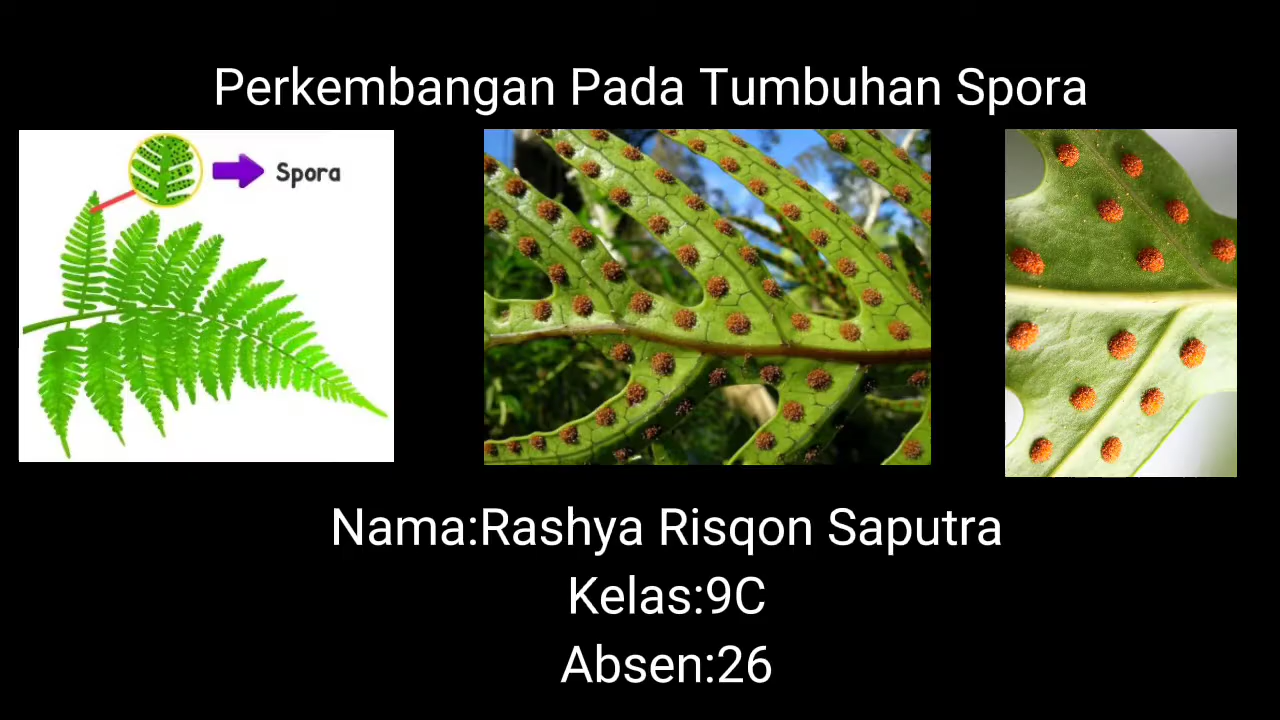 Perkembangan Pada Tumbuhan Spora
Spora
Nama:Rashya Risqon Saputra
Kelas:9C
Absen:26